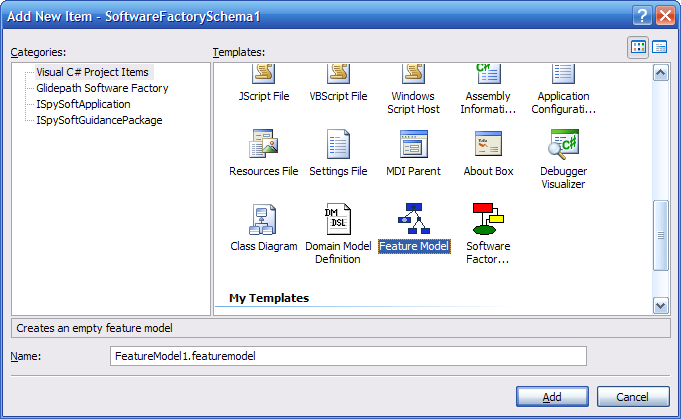 Add New Item - SoftwareFactorySchema1
Categories:
Templates:
Visual C# Project Items
Glidepath Software Factory
ISpySoftApplication
ISpySoftGuidancePackage
JScript File
VBScript File
Windows
Script Host
Assembly
Informati...
Application
Configurati...
Resources File
Settings File
MDI Parent
About Box
Debugger
Visualizer
Class Diagram
DM
DSL
Domain Model
Definition
Feature Model
Software
Factor...
My Templates
Creates an empty feature model
Name:
FeatureModel1.featuremodel
Add
Cancel